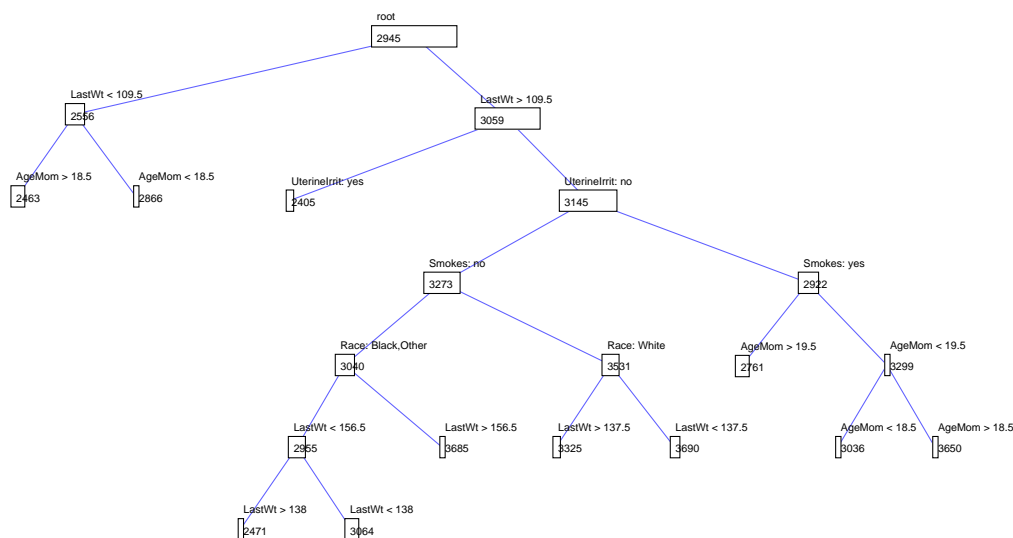 root
2945
LastWt < 109.5
2556
LastWt > 109.5
3059
AgeMom > 18.5
2463
AgeMom < 18.5
2866
UterineIrrit: yes
2405
UterineIrrit: no
3145
Smokes: no
3273
Smokes: yes
2922
Race: Black,Other
3040
Race: White
3531
AgeMom > 19.5
2761
AgeMom < 19.5
3299
LastWt < 156.5
2955
LastWt > 156.5
3685
LastWt > 137.5
3325
LastWt < 137.5
3690
AgeMom < 18.5
3036
AgeMom > 18.5
3650
LastWt > 138
2471
LastWt < 138
3064